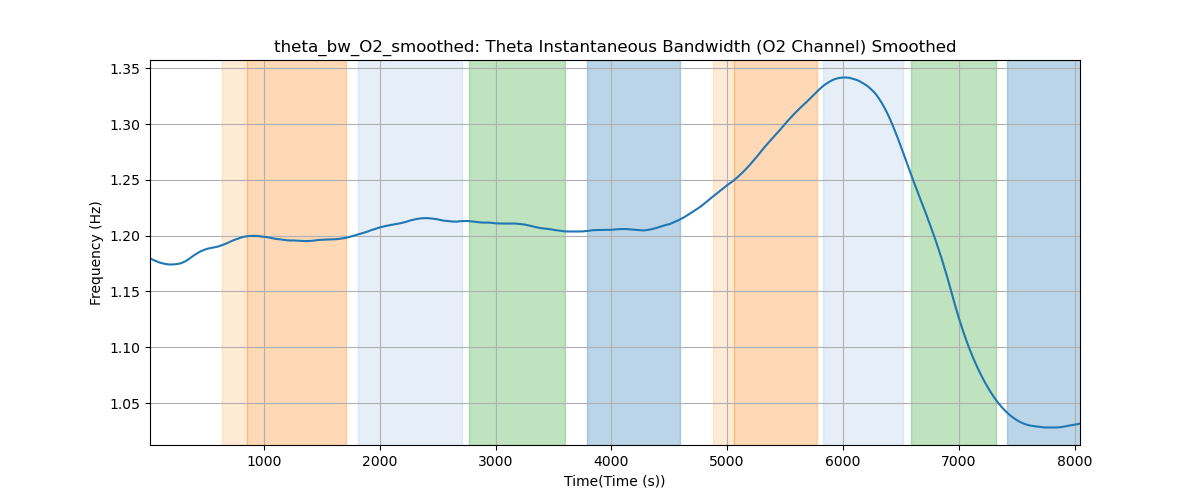 theta_bw_O2_smoothed: Theta Instantaneous Bandwidth (O2 Channel) Smoothed
1.35
1.30
1.25
1.20
1.15
1.10
1.05
Frequency (Hz)
1000 2000 3000 4000 5000 6000 7000 8000
Time(Time (s))